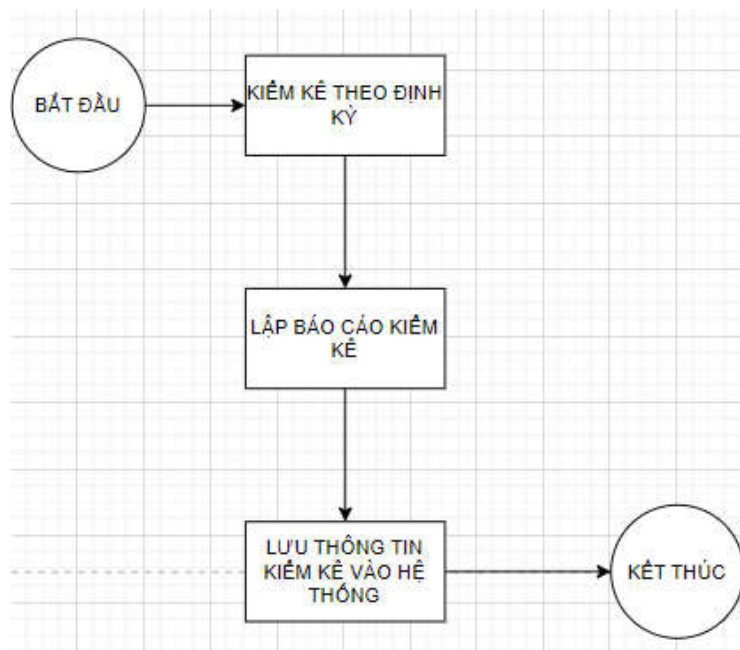 BẮT ĐẦU
KIỂM KÊ THEO ĐỊNH
KỲ
LẬP BÁO CÁO KIỂM
KÊ
LƯU THÔNG TIN
KIỂM KÊ VÀO HỆ
THỐNG
KẾT THÚC